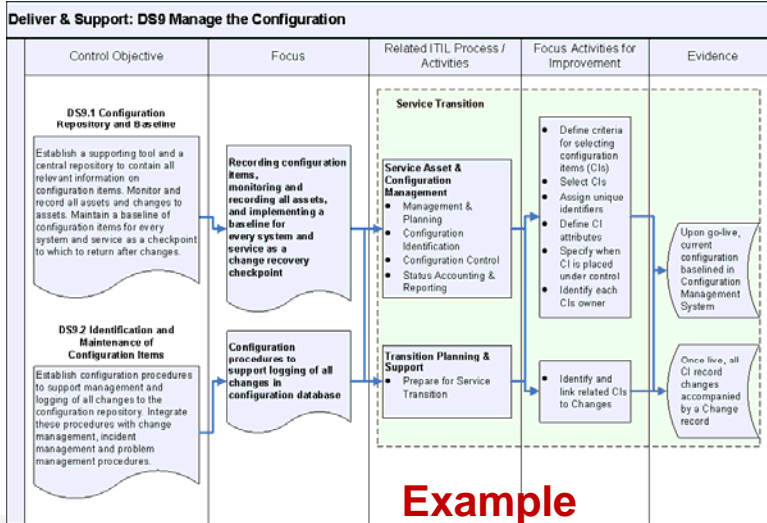 Deliver & Support: DS9 Manage the Configuration
Control Objective
Focus
Related ITIL Process /
Activities
Focus Activities for
Improvement
Evidence
DS9.1 Configuration
Repository and Baseline
Establish a supporting tool and a
central repository to contain all
relevant information on
configuration items. Monitor and
record all assets and changes to
assets. Maintain a baseline of
configuration items for every
system and service as a checkpoint
to which to return after changes.
Recording configuration
items,
monitoring and
recording all assets,
and implementing a
baseline for
every system and
service as a
change recovery
checkpoint
Service Transition
Service Asset &
Configuration
Management
• Management &
Planning
• Configuration
Identification
• Configuration Control
• Status Accounting &
Reporting
• Define criteria
for selecting
configuration
items (CIs)
• Select CIs
• Assign unique
identifiers
• Define CI
attributes
• Specify when
CI is placed
under control
• Identify each
CIs owner
Upon go-live,
current
configuration
baselined in
Configuration
Management
System
DS9.2 Identification and
Maintenance of
Configuration Items
Establish configuration procedures
to support management and
logging of all changes to the
configuration repository. Integrate
these procedures with change
management, incident
management and problem
management procedures.
Configuration
procedures to
support logging of all
changes in
configuration database
Transition Planning &
Support
• Prepare for Service
Transition
• Identify and
link related CIs
to Changes
Once live, all
CI record
changes
accompanied
by a Change
record
Example